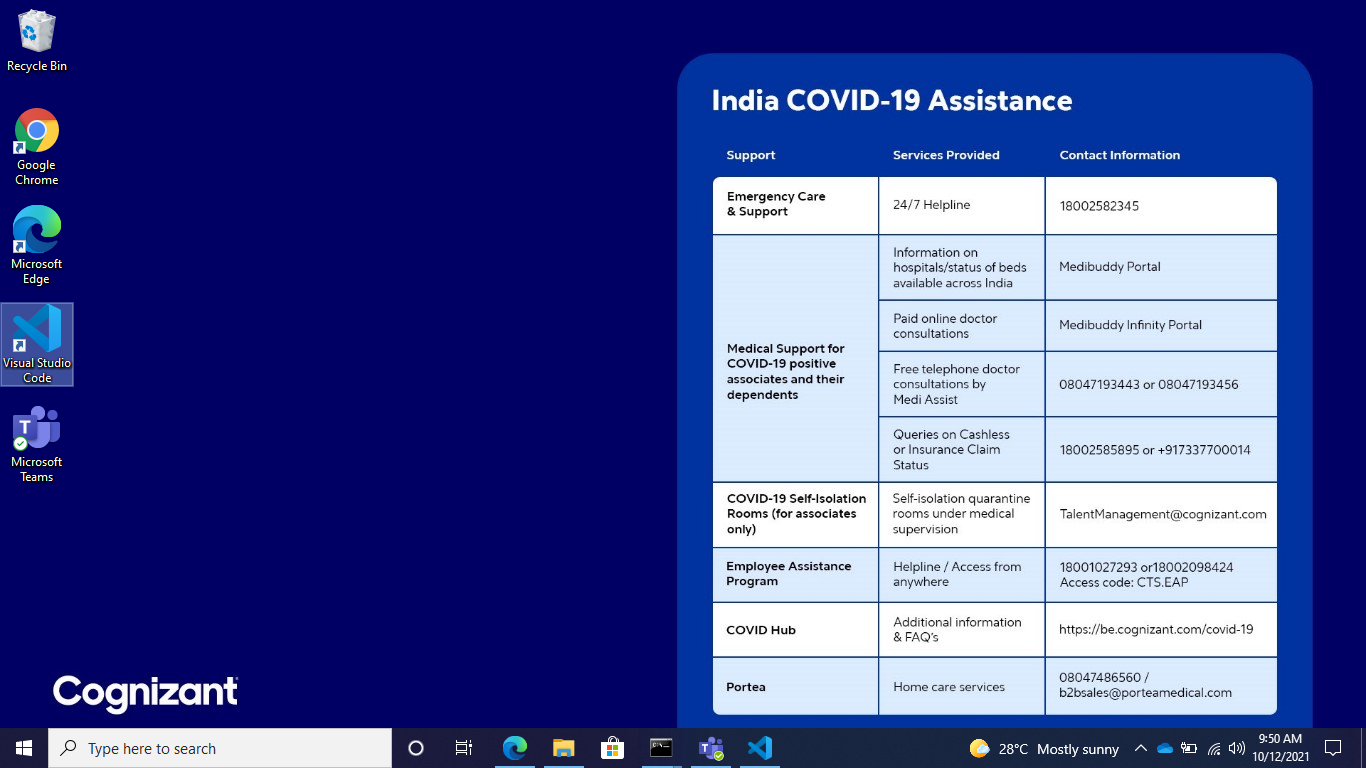 Recycle Bin
Google
Chrome
Microsoft
Edge
Visual Studio
Code
T
Microsoft
Teams
India COVID-19 Assistance
Support
Services Provided
Contact Information
Emergency Care
& Support
24/7 Helpline
18002582345
Medical Support for
COVID-19 positive
associates and their
dependents
Information on
hospitals/status of beds
available across India
Medibuddy Portal
Paid online doctor
consultations
Medibuddy Infinity Portal
Free telephone doctor
consultations by
Medi Assist
08047193443 or 08047193456
Queries on Cashless
or Insurance Claim
Status
18002585895 or +917337700014
COVID-19 Self-Isolation
Rooms (for associates
only)
Self-isolation quarantine
rooms under medical
supervision
TalentManagement@cognizant.com
Employee Assistance
Program
Helpline / Access from
anywhere
18001027293 or18002098424
Access code: CTS.EAP
COVID Hub
Additional information
& FAQ's
https://be.cognizant.com/covid-19
Portea
Home care services
08047486560 /
b2bsales@porteamedical.com
Cognizant
Type here to search
28°C Mostly sunny
9:50 AM
10/12/2021